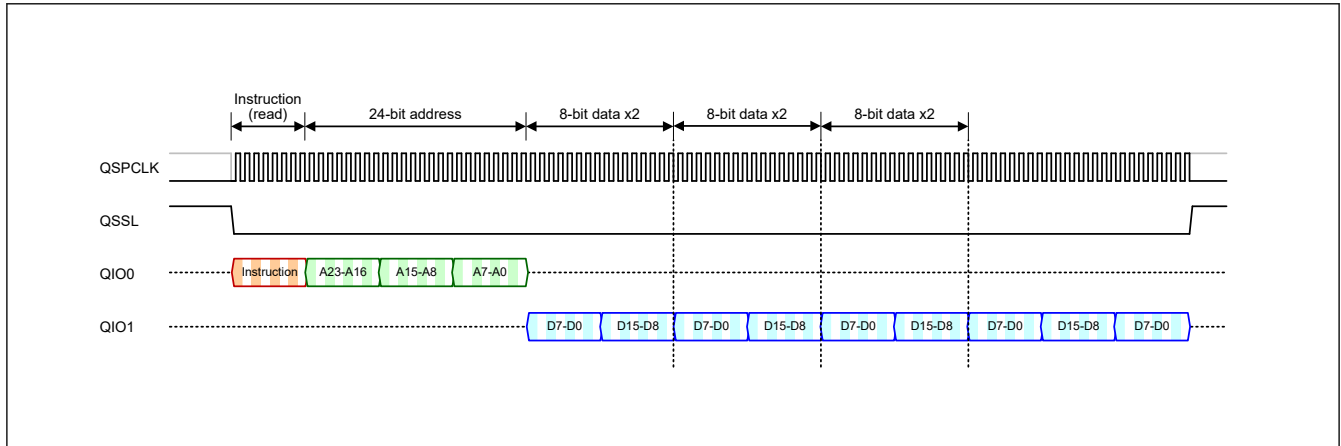 Instruction
(read)
24-bit address
8-bit data x2
8-bit data x2
8-bit data x2
QSPCLK
QSSL
QIO0
Instruction
A23-A16
A15-A8
A7-A0
QIO1
D7-D0
D15-D8
D7-D0
D15-D8
D7-D0
D15-D8
D7-D0
D15-D8
D7-D0